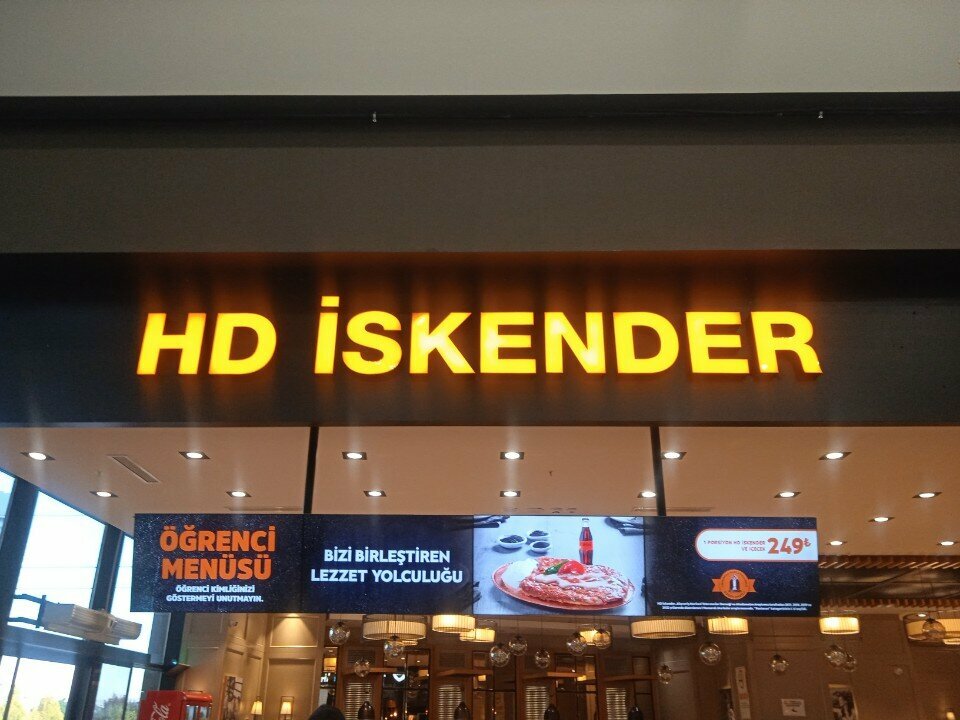 HD İSKENDER
ÖĞRENCİ
MENÜSÜ
ÖĞRENCİ KİMLİĞİNİZİ
GÖSTERMEYİ UNUTMAYIN.
BİZİ BİRLEŞTİREN
LEZZET YOLCULUĞU
1 PORSİYON HD İSKENDER
VE İÇECEK
249₺